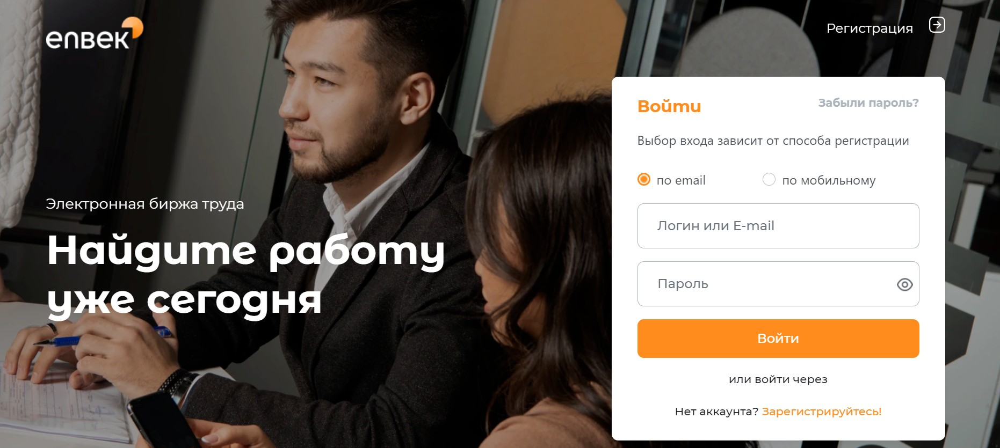 enbek
Регистрация
Электронная биржа труда
Найдите работу
уже сегодня
Войти
Забыли пароль?
Выбор входа зависит от способа регистрации
по email
по мобильному
Логин или E-mail
Пароль
Войти
или войти через
Нет аккаунта? Зарегистрируйтесь!